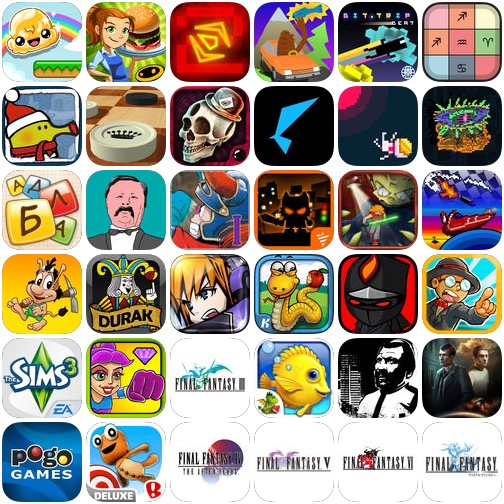 BIT.TRIP
BEAT
А Д Л
Б А
I
DURAK
K
THE SIMS 3
EA
FINAL FANTASY III
pogo
GAMES
DELUXE
FINAL FANTASY IV
THE AFTER YEARS
FINAL FANTASY V
FINAL FANTASY VI
FINAL FANTASY